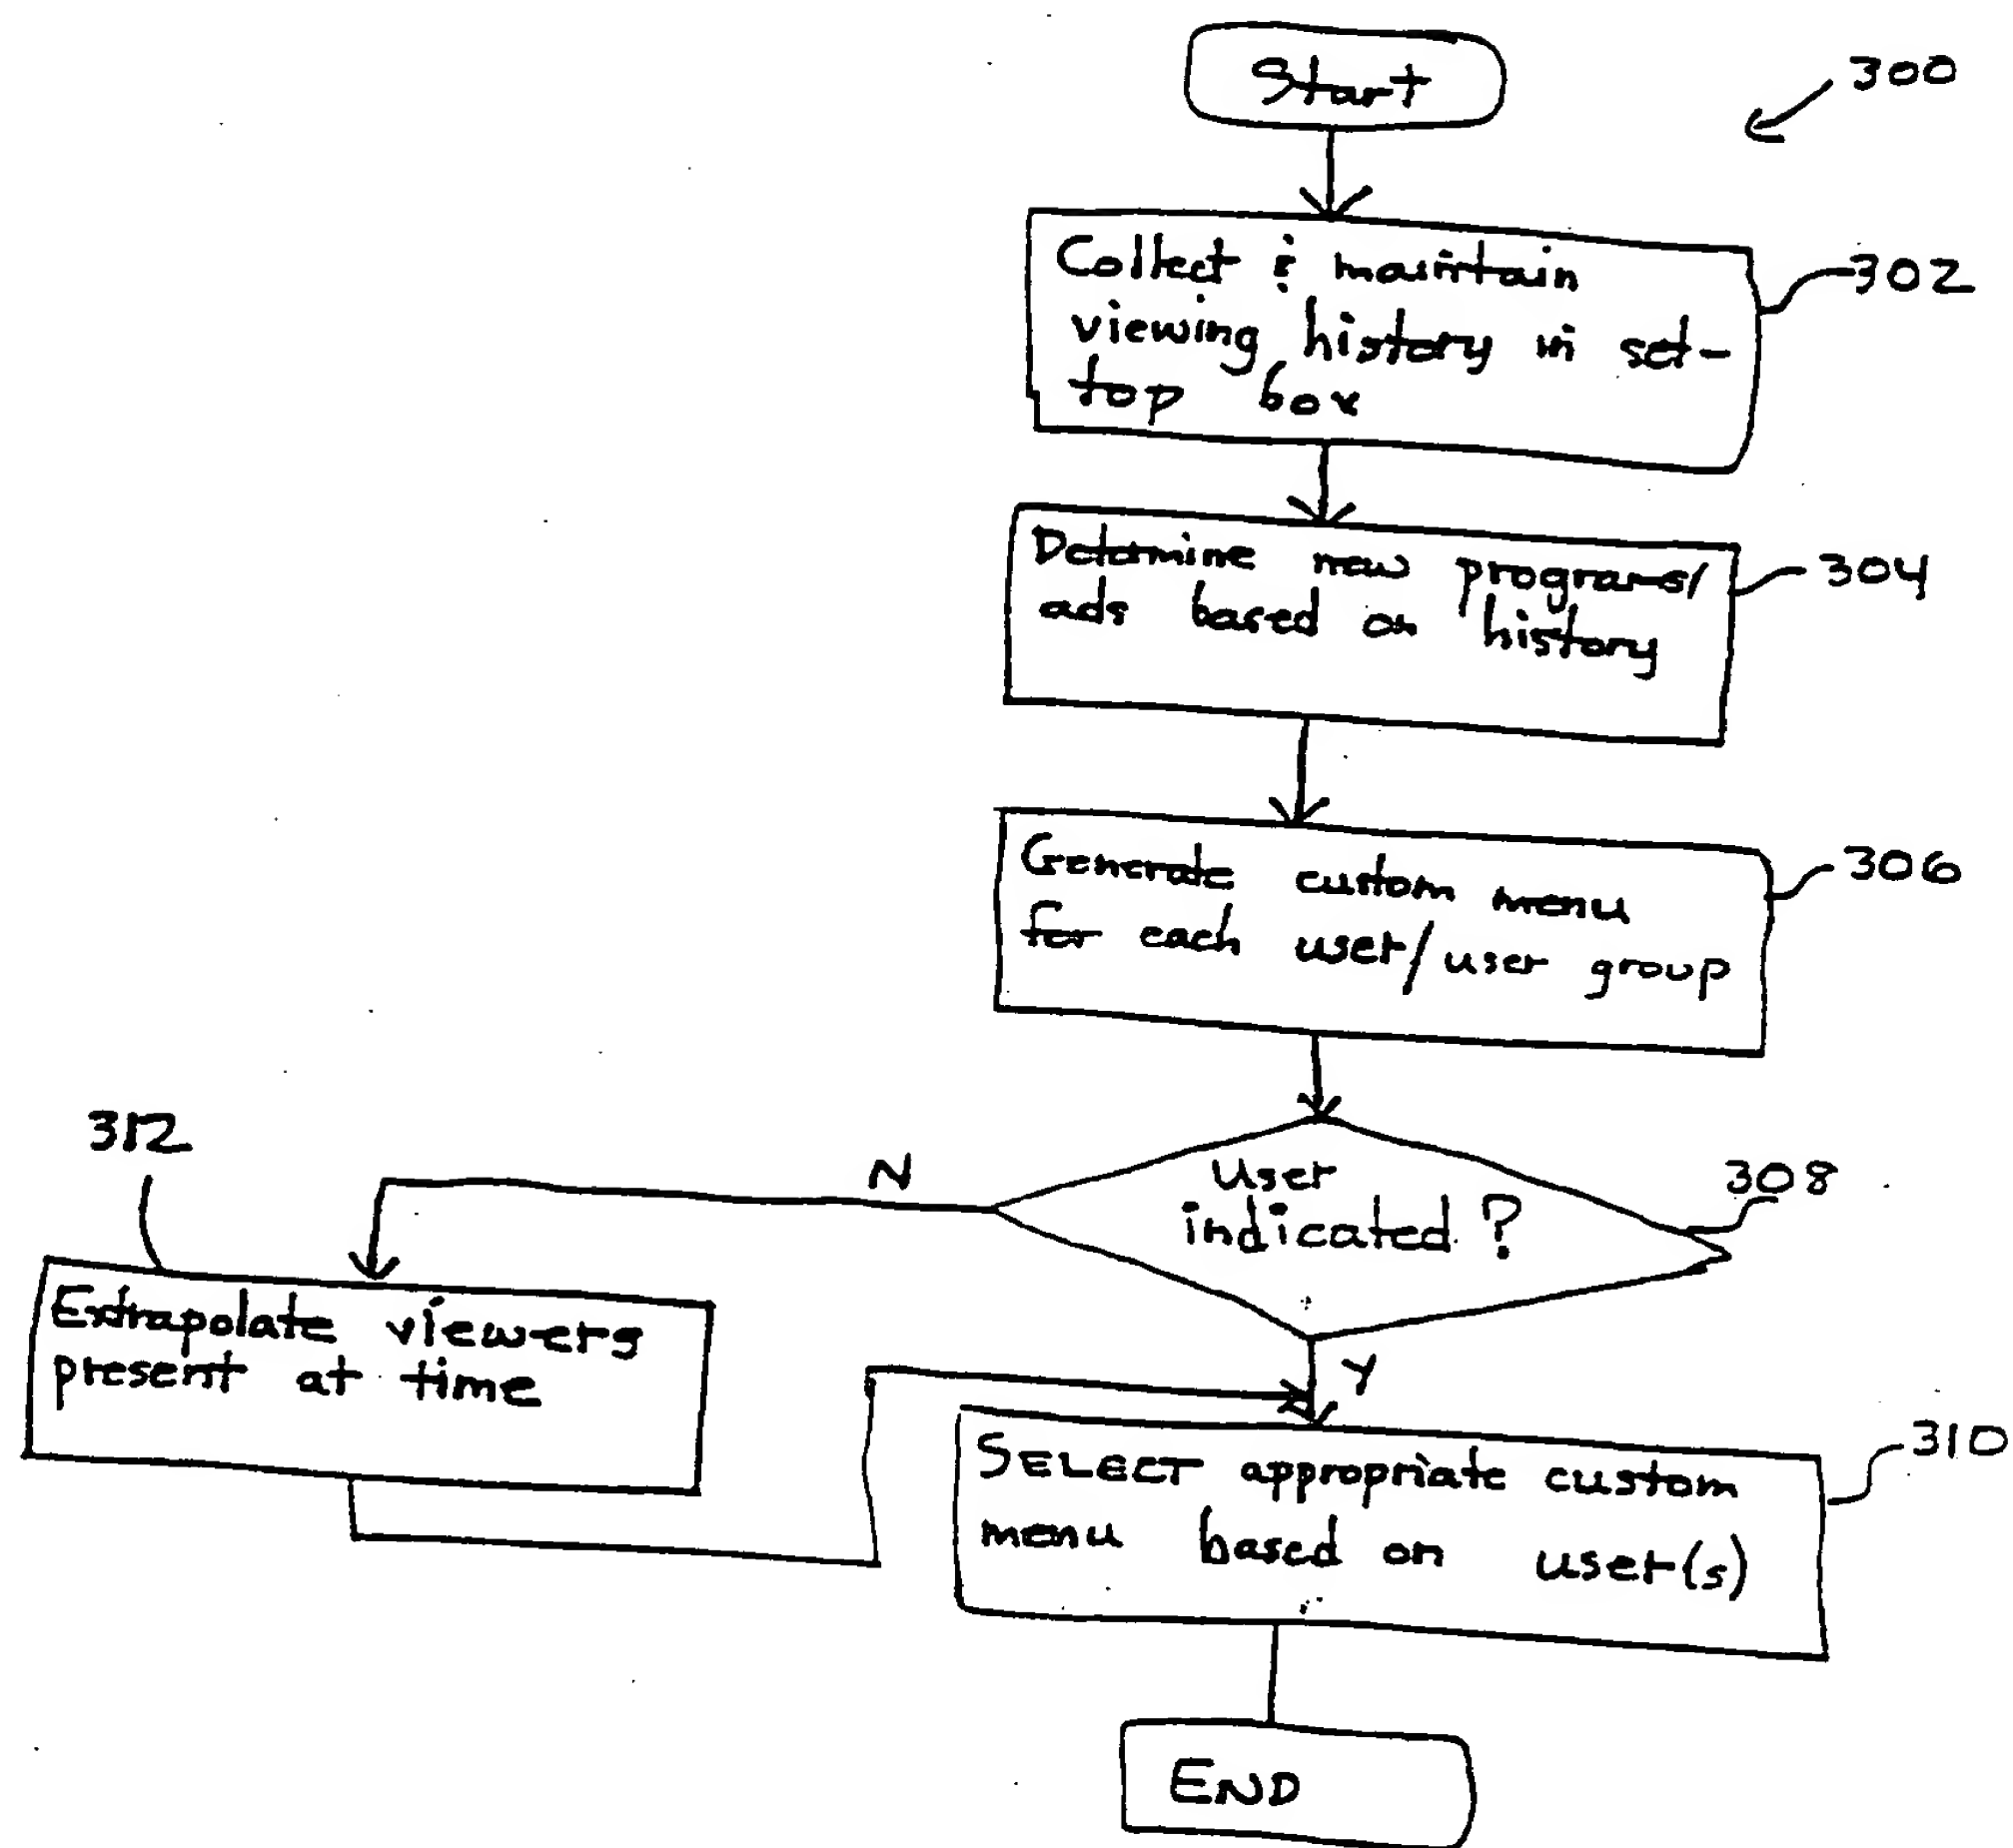 Start
300
Collect & maintain
viewing history in set-
top box
302
Determine new programs/
ads based on history
304
Generate custom menu
for each user/user group
306
User
indicated?
308
N
312
Extrapolate viewers
present at time
Y
SELECT appropriate custom
menu based on user(s)
310
END